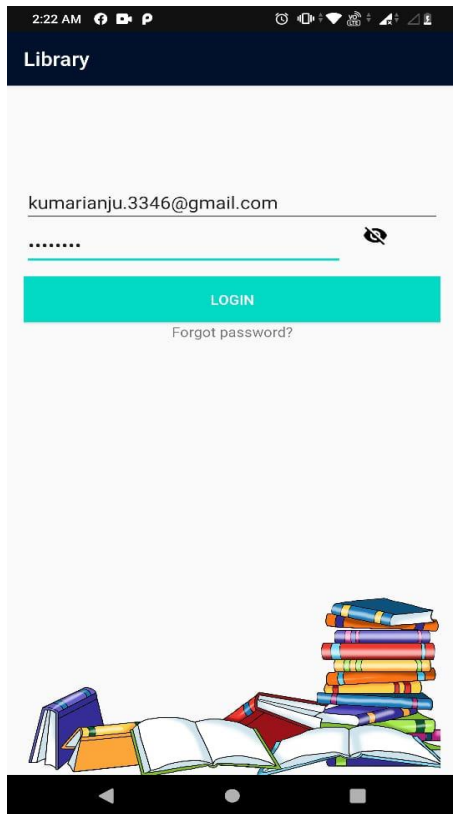 2:22 AM
Library
kumarianju.3346@gmail.com
........
LOGIN
Forgot password?